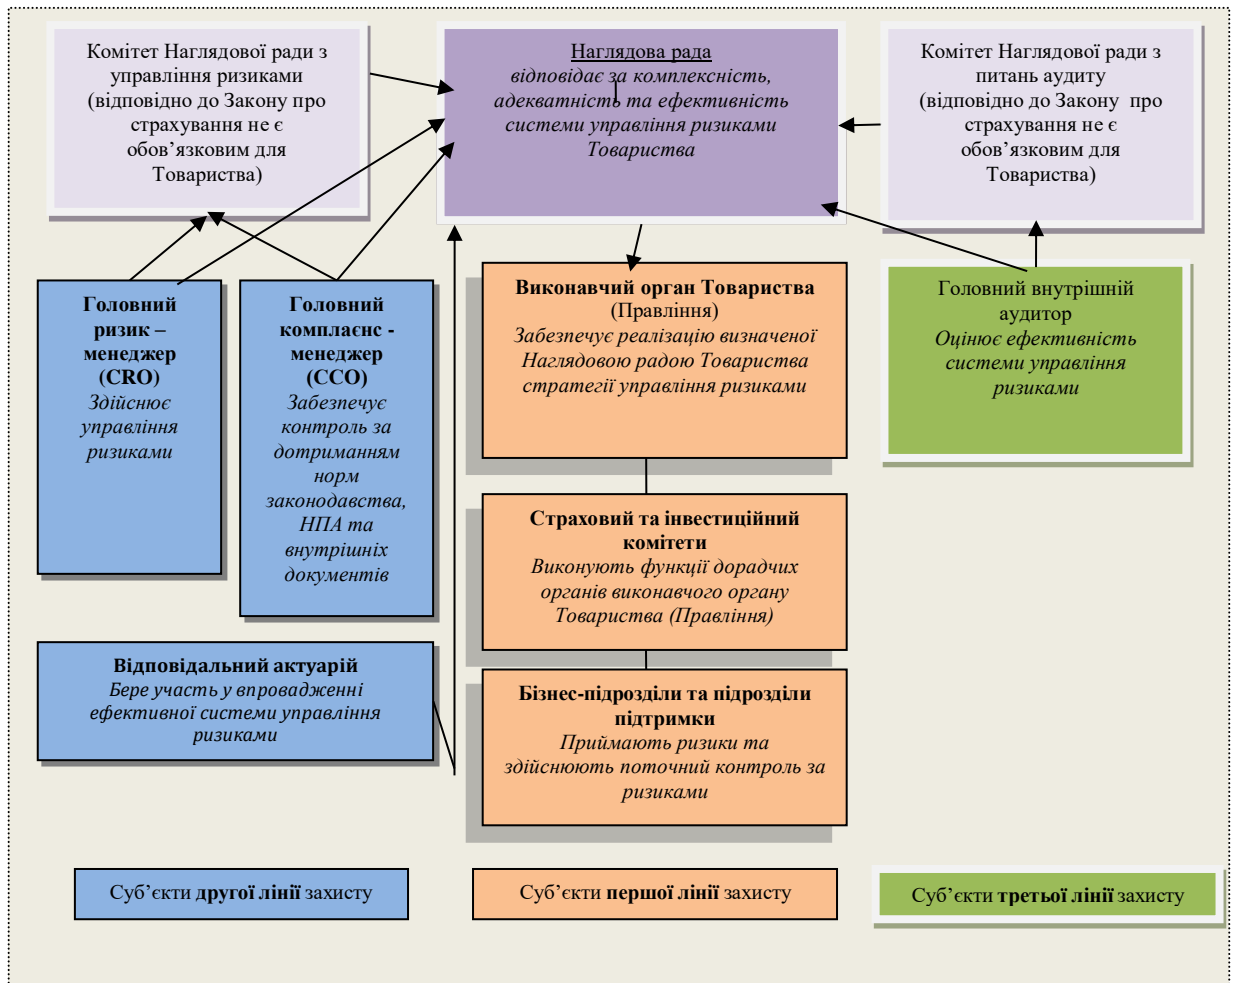 Комітет Наглядової ради з
управління ризиками
(відповідно до Закону про
страхування не є
обов’язковим для
Товариства)
Наглядова рада
відповідає за комплексність,
адекватність та ефективність
системи управління ризиками
Товариства
Комітет Наглядової ради з
питань аудиту
(відповідно до Закону про
страхування не є
обов’язковим для
Товариства)
Головний
ризик –
менеджер
(CRO)
Здійснює
управління
ризиками
Головний
комплаєнс -
менеджер
(CCO)
Забезпечує
контроль за
дотриманням
норм
законодавства,
НПА та
внутрішніх
документів
Виконавчий орган Товариства
(Правління)
Забезпечує реалізацію визначеної
Наглядовою радою Товариства
стратегії управління ризиками
Головний внутрішній
аудитор
Оцінює ефективність
системи управління
ризиками
Страховий та інвестиційний
комітети
Виконують функції дорадчих
органів виконавчого органу
Товариства (Правління)
Відповідальний актуарій
Бере участь у впровадженні
ефективної системи управління
ризиками
Бізнес-підрозділи та підрозділи
підтримки
Приймають ризики та
здійснюють поточний контроль за
ризиками
Суб’єкти другої лінії захисту
Суб’єкти першої лінії захисту
Суб’єкти третьої лінії захисту